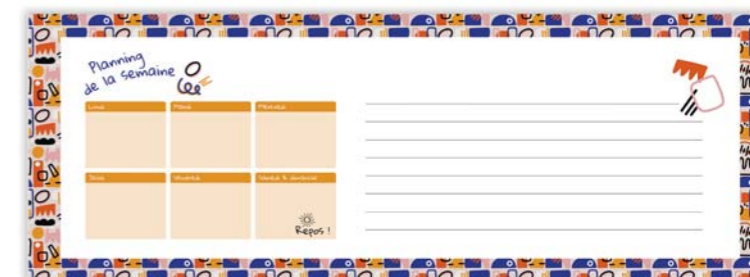 Planning
de la semaine
Lundi Mardi Mercredi
Jeudi Vendredi Samedi & dimanche
Repos !